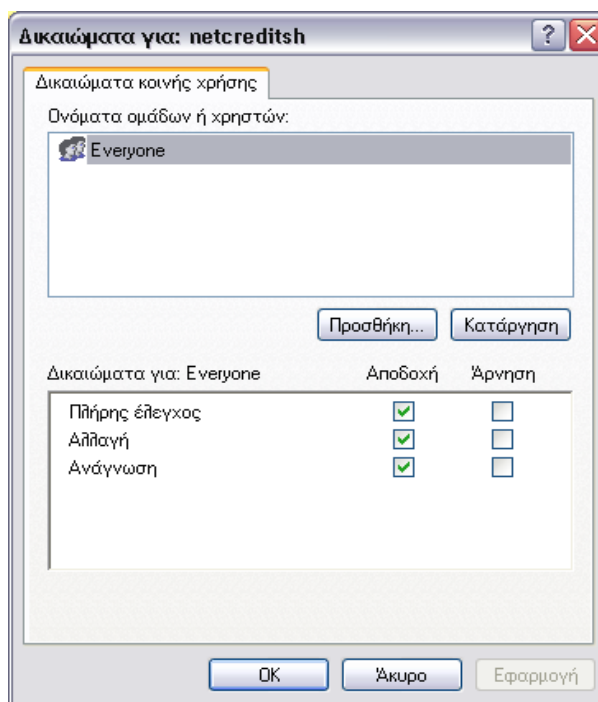 Δικαιώματα για: netcreditsh
Δικαιώματα κοινής χρήσης
Ονόματα ομάδων ή χρηστών:
Everyone
Προσθήκη... Κατάργηση
Δικαιώματα για: Everyone Αποδοχή Άρνηση
Πλήρης έλεγχος
Αλλαγή
Ανάγνωση
OK Άκυρο Εφαρμογή